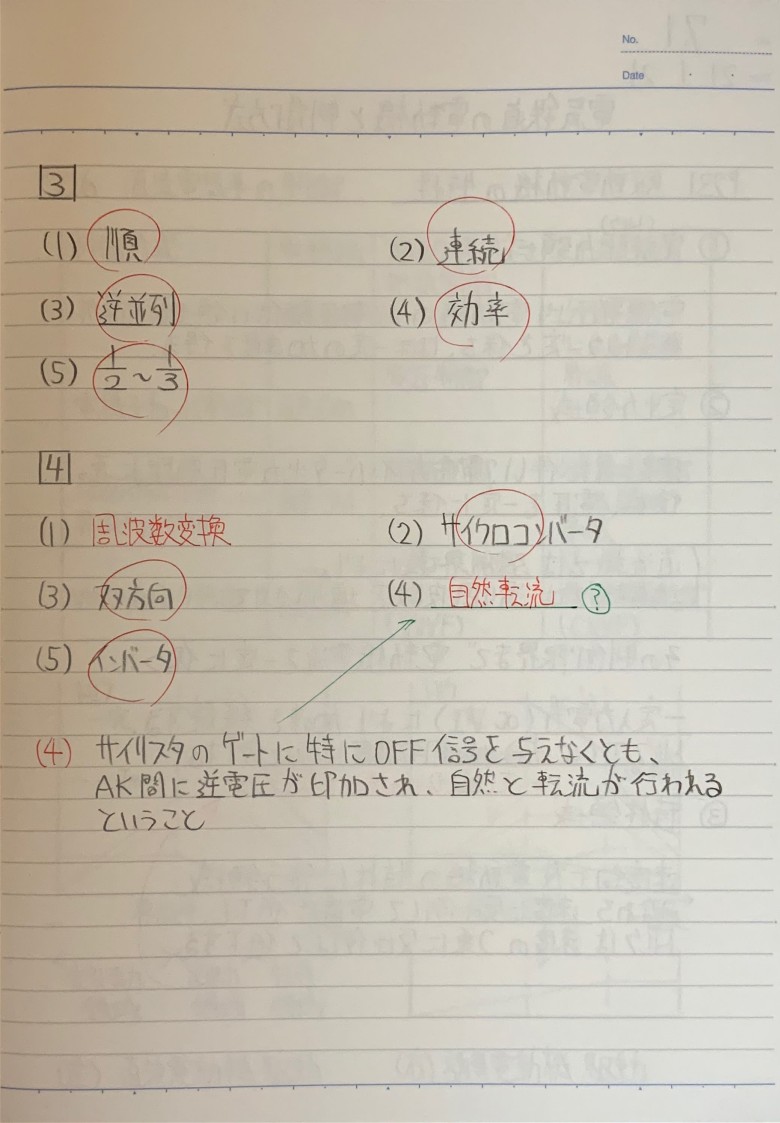 No.
Date
3
(1) 順 (2) 連続
(3) 逆並列 (4) 効率
(5) 1/2～1/3
4
(1) 周波数変換 (2) サイクロコンバータ
(3) 双方向 (4) 自然転流 ?
(5) インバータ
(4) サイリスタのゲートに特にOFF信号を与えなくとも、
AK間に逆電圧が印加され、自然と転流が行われる
ということ